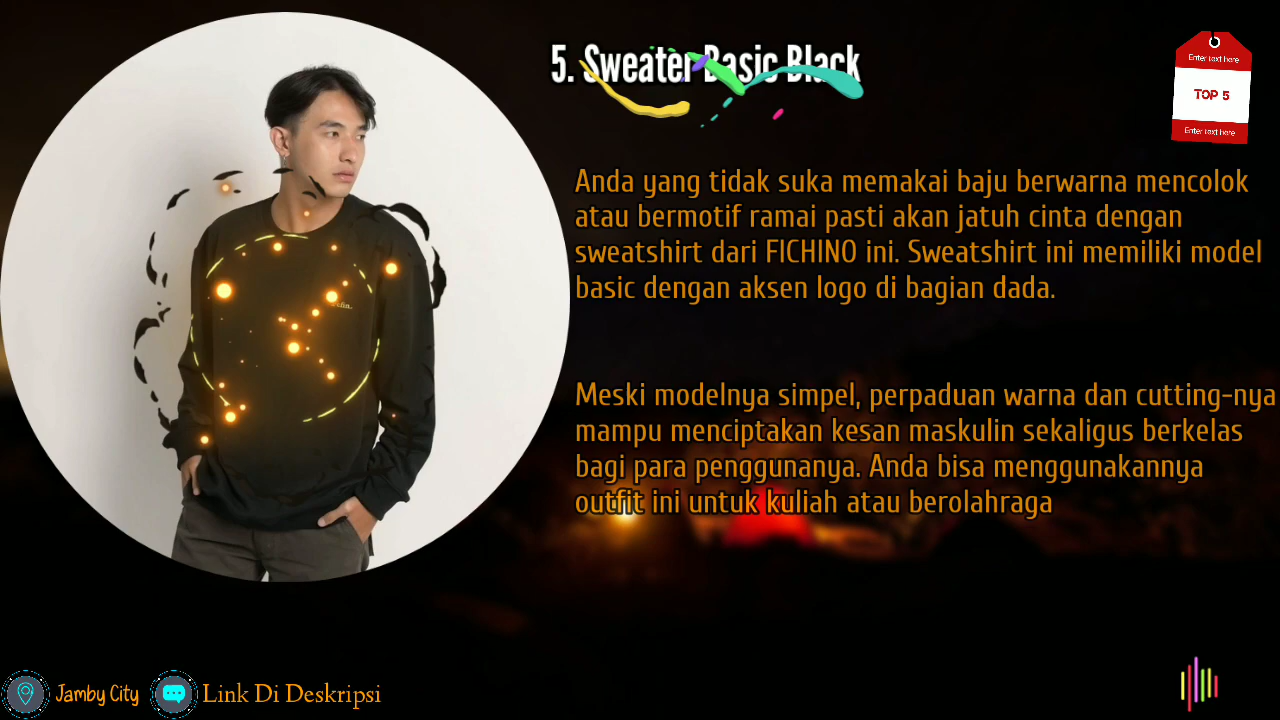 5. Sweater Basic Black
Enter text here
TOP 5
Enter text here
Anda yang tidak suka memakai baju berwarna mencolok
atau bermotif ramai pasti akan jatuh cinta dengan
sweatshirt dari FICHINO ini. Sweatshirt ini memiliki model
basic dengan aksen logo di bagian dada.
Meski modelnya simpel, perpaduan warna dan cutting-nya
mampu menciptakan kesan maskulin sekaligus berkelas
bagi para penggunanya. Anda bisa menggunakannya
outfit ini untuk kuliah atau berolahraga
Jamby City
Link Di Deskripsi